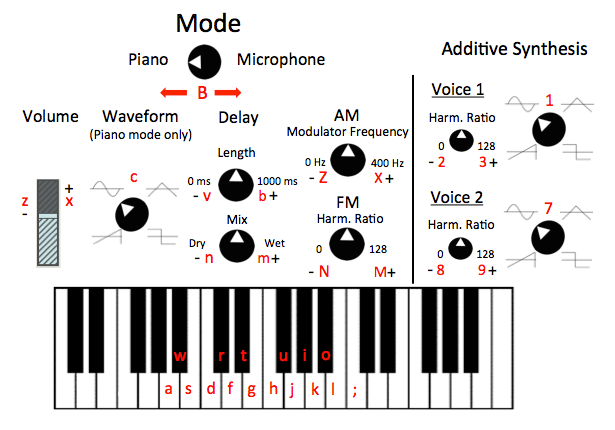 Mode
Piano
Microphone
B
Additive Synthesis
Volume
Waveform
(Piano mode only)
Delay
AM
Modulator Frequency
Voice 1
Harm. Ratio
0
128
- 2
3+
1
Length
0 ms
1000 ms
- v
b+
0 Hz
400 Hz
- Z
X+
z
-
+
x
c
Mix
Dry
Wet
- n
m+
FM
Harm. Ratio
0
128
- N
M+
Voice 2
Harm. Ratio
0
128
- 8
9+
7
w r t u i o
a s d f g h j k l ;